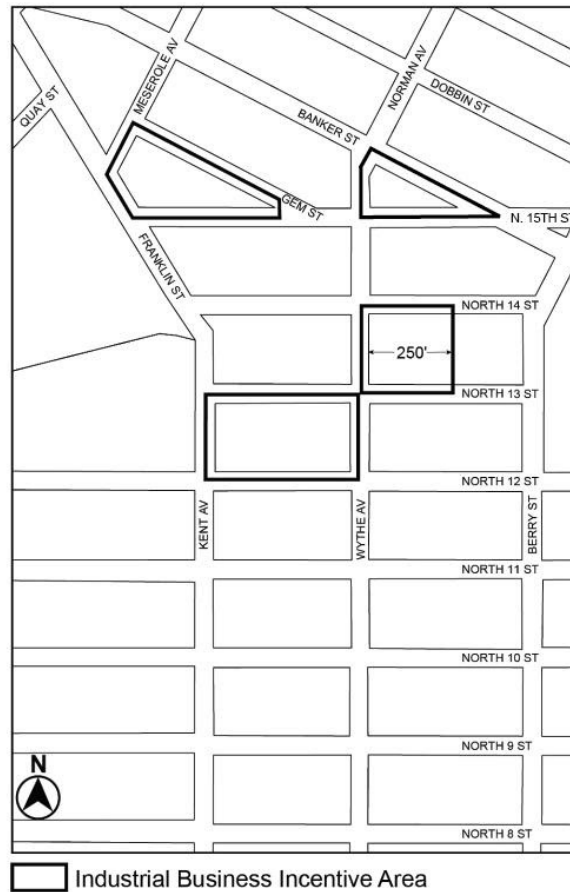 QUAY ST
MESEROLE AV
NORMAN AV
DOBBIN ST
BANKER ST
GEM ST
N. 15TH ST
FRANKLIN ST
NORTH 14 ST
250'
NORTH 13 ST
NORTH 12 ST
KENT AV
WYTHE AV
BERRY ST
NORTH 11 ST
NORTH 10 ST
NORTH 9 ST
N
NORTH 8 ST
Industrial Business Incentive Area